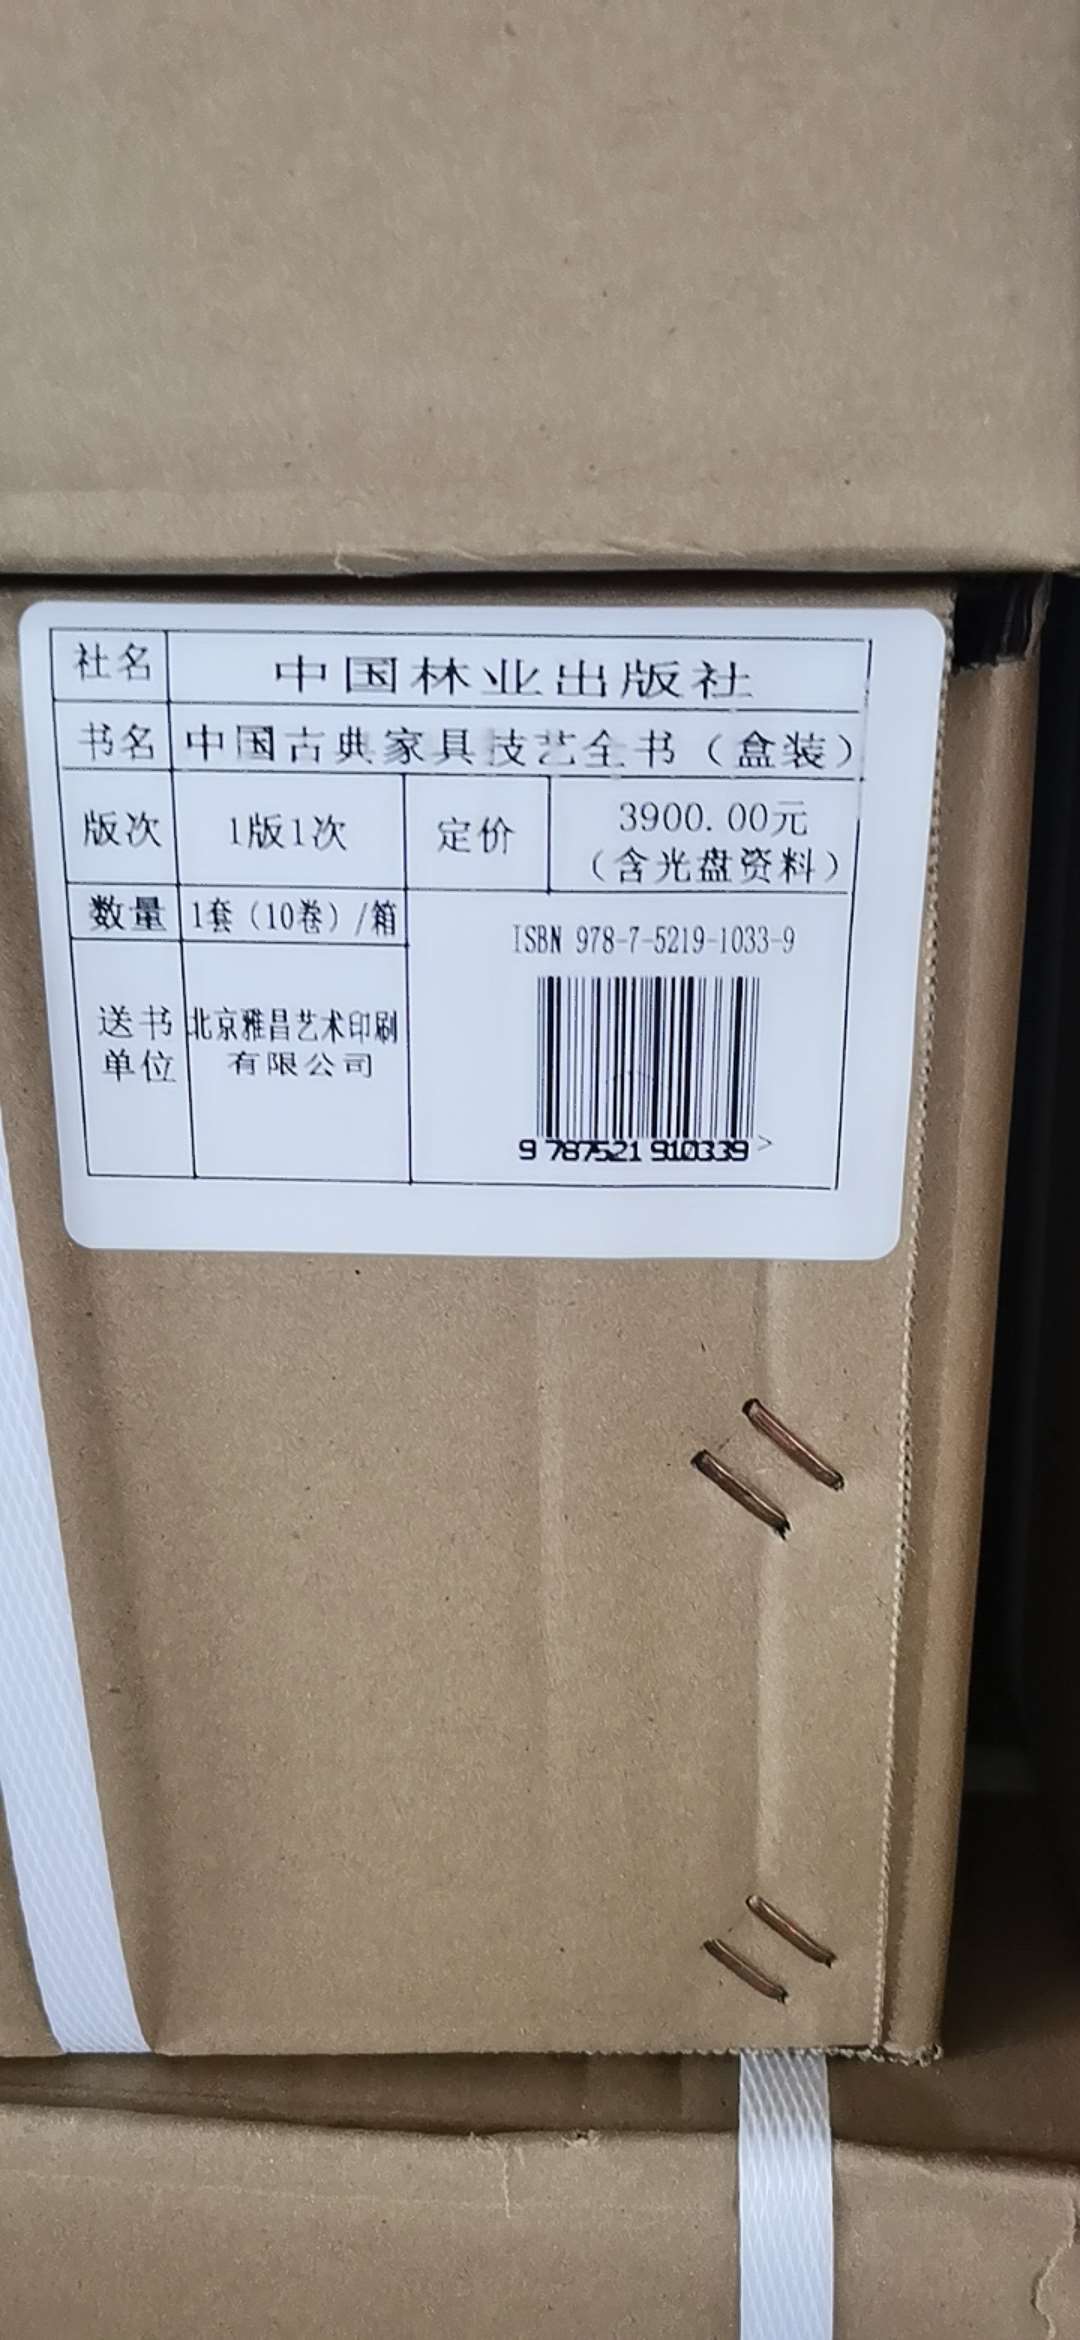 社名 中国林业出版社
书名 中国古典家具技艺全书（盒装）
版次 1版1次 定价 3900.00元
（含光盘资料）
数量 1套（10卷）/箱
ISBN 978-7-5219-1033-9
送书 北京雅昌艺术印刷
单位 有限公司
9 787521 910339 >